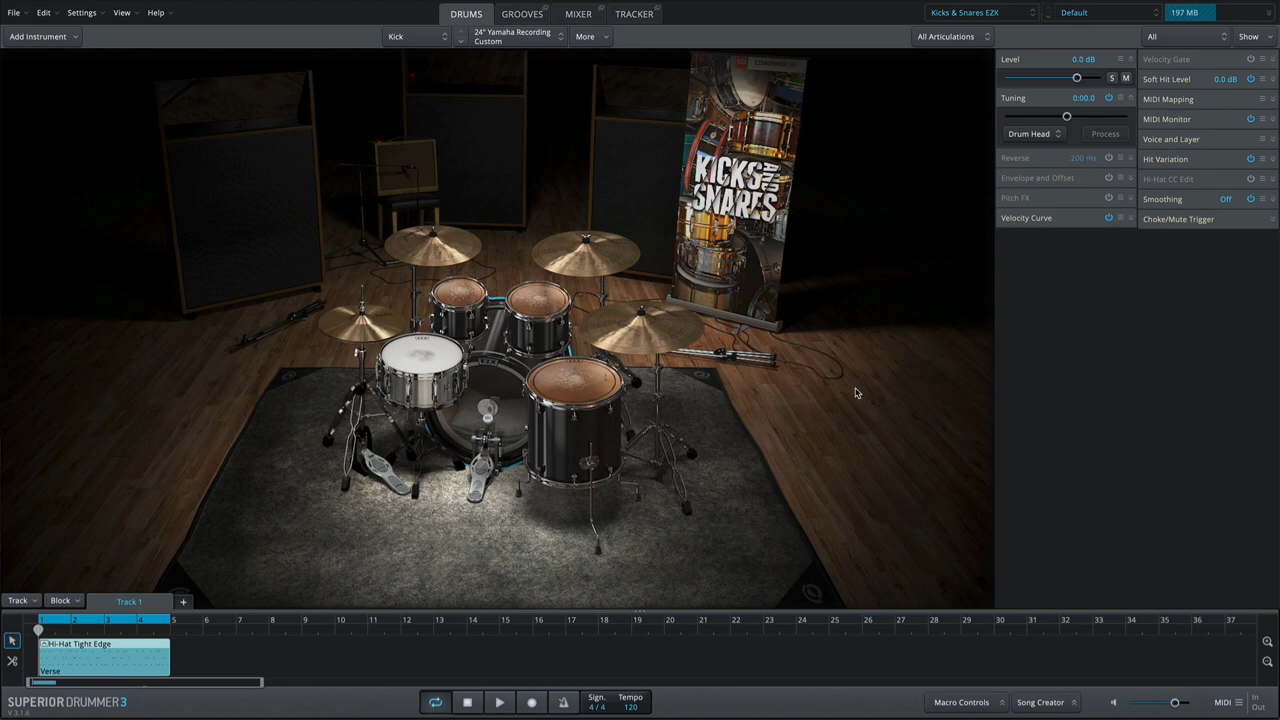 File Edit Settings View Help
DRUMS GROOVES MIXER TRACKER
Kicks & Snares EZX Default 197 MB
Add Instrument Kick 24" Yamaha Recording Custom More All Articulations All Show
Level 0.0 dB
S M
Tuning 0:00.0
Drum Head Process
Reverse 200 ms
Envelope and Offset
Pitch FX
Velocity Curve
Velocity Gate
Soft Hit Level 0.0 dB
MIDI Mapping
MIDI Monitor
Voice and Layer
Hit Variation
Hi-Hat CC Edit
Smoothing Off
Choke/Mute Trigger
KICKS
AND
SNARES
Track Block Track 1 +
1 2 3 4 5 6 7 8 9 10 11 12 13 14 15 16 17 18 19 20 21 22 23 24 25 26 27 28 29 30 31 32 33 34 35 36 37
Hi-Hat Tight Edge
Verse
SUPERIOR DRUMMER 3
V 3.1.6
Sign. Tempo
4 / 4 120
Macro Controls Song Creator MIDI In
Out